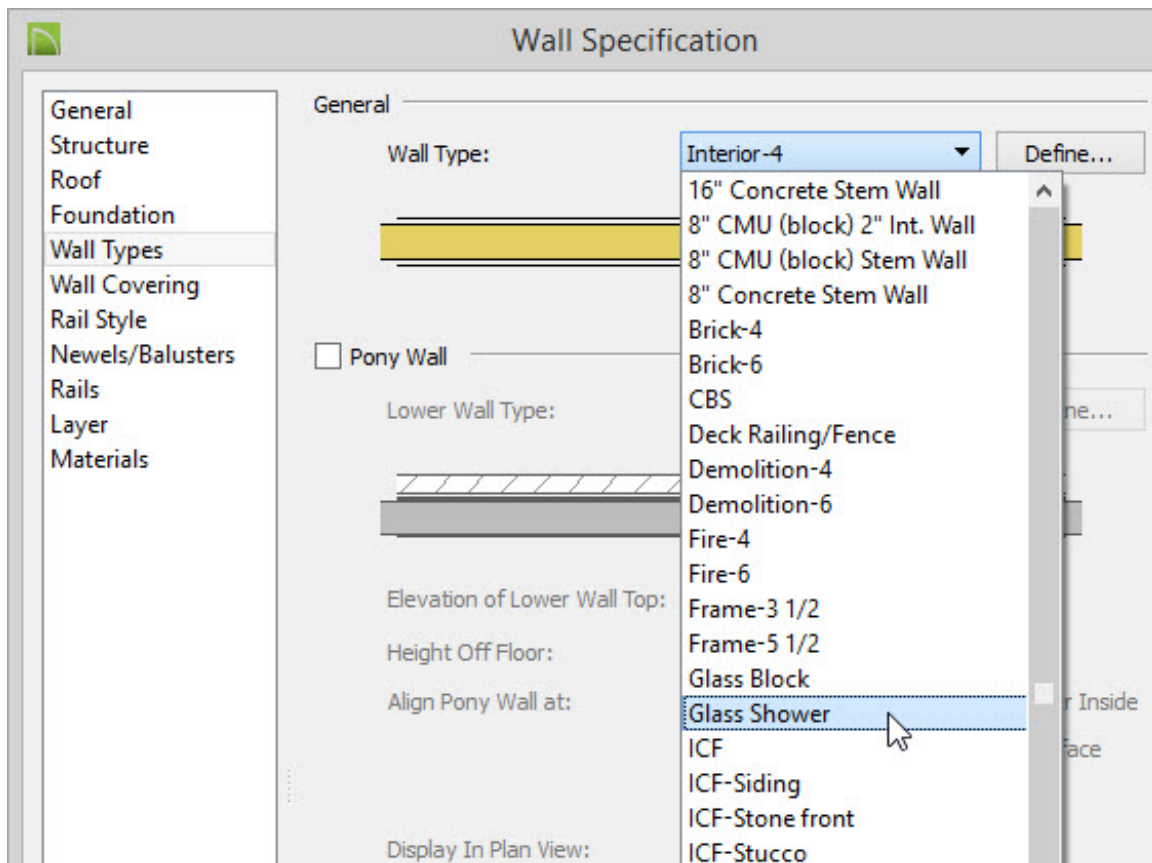 Wall Specification
General
Structure
Roof
Foundation
Wall Types
Wall Covering
Rail Style
Newels/Balusters
Rails
Layer
Materials
General
Wall Type:
Interior-4
Define...
16" Concrete Stem Wall
8" CMU (block) 2" Int. Wall
8" CMU (block) Stem Wall
8" Concrete Stem Wall
Brick-4
Brick-6
CBS
Deck Railing/Fence
Demolition-4
Demolition-6
Fire-4
Fire-6
Frame-3 1/2
Frame-5 1/2
Glass Block
Glass Shower
ICF
ICF-Siding
ICF-Stone front
ICF-Stucco
Pony Wall
Lower Wall Type:
ne...
Elevation of Lower Wall Top:
Height Off Floor:
Align Pony Wall at:
r Inside
face
Display In Plan View: